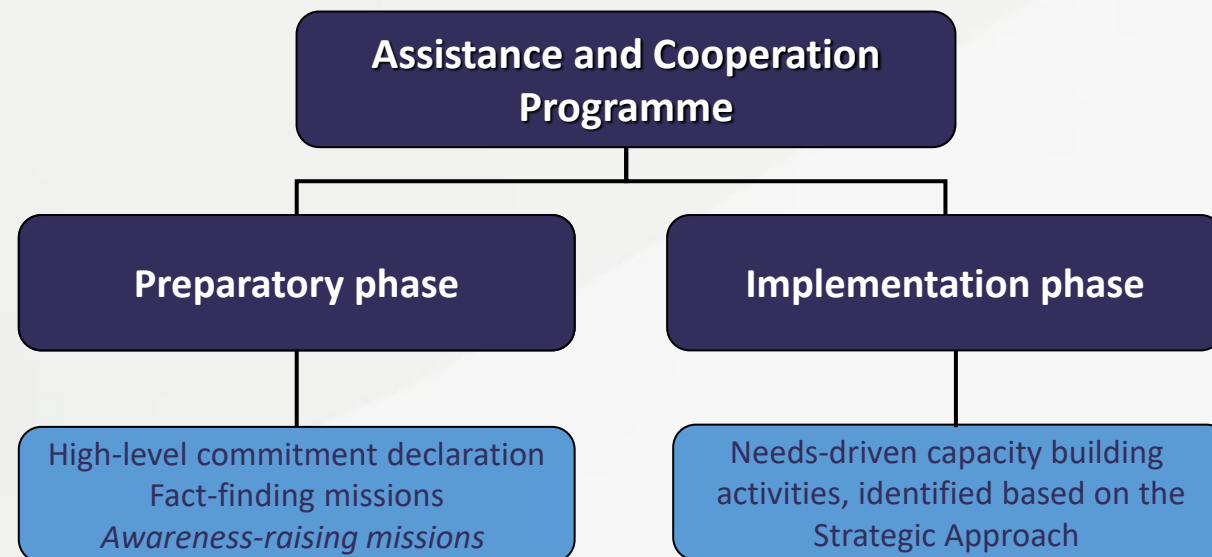 Assistance and Cooperation
Programme
Preparatory phase
Implementation phase
High-level commitment declaration
Fact-finding missions
Awareness-raising missions
Needs-driven capacity building
activities, identified based on the
Strategic Approach